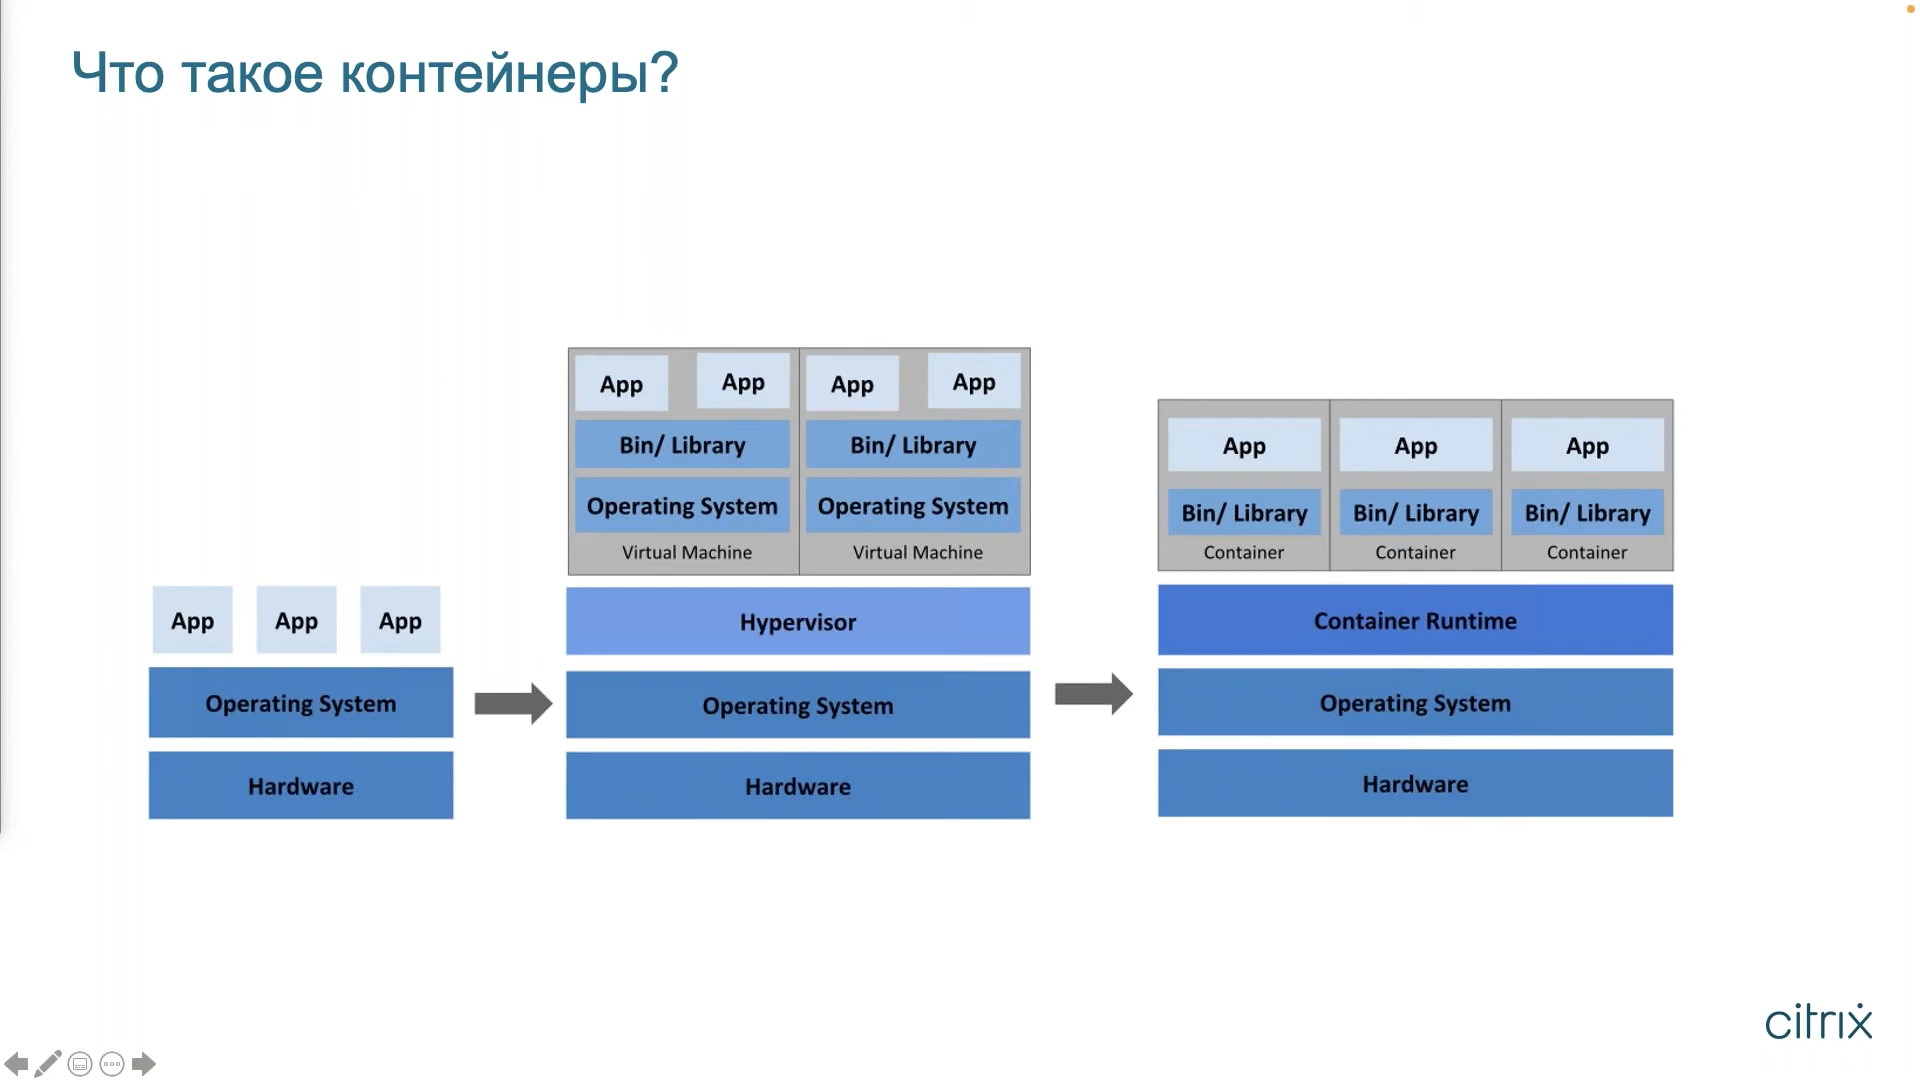 Что такое контейнеры?
App App App
Operating System
Hardware
App App App App
Bin/ Library Bin/ Library
Operating System Operating System
Virtual Machine Virtual Machine
Hypervisor
Operating System
Hardware
App App App
Bin/ Library Bin/ Library Bin/ Library
Container Container Container
Container Runtime
Operating System
Hardware
citrix